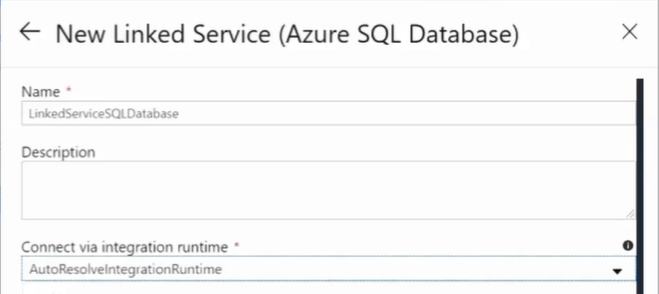 New Linked Service (Azure SQL Database)
Name *
LinkedServiceSQLDatabase
Description
Connect via integration runtime *
AutoResolveIntegrationRuntime